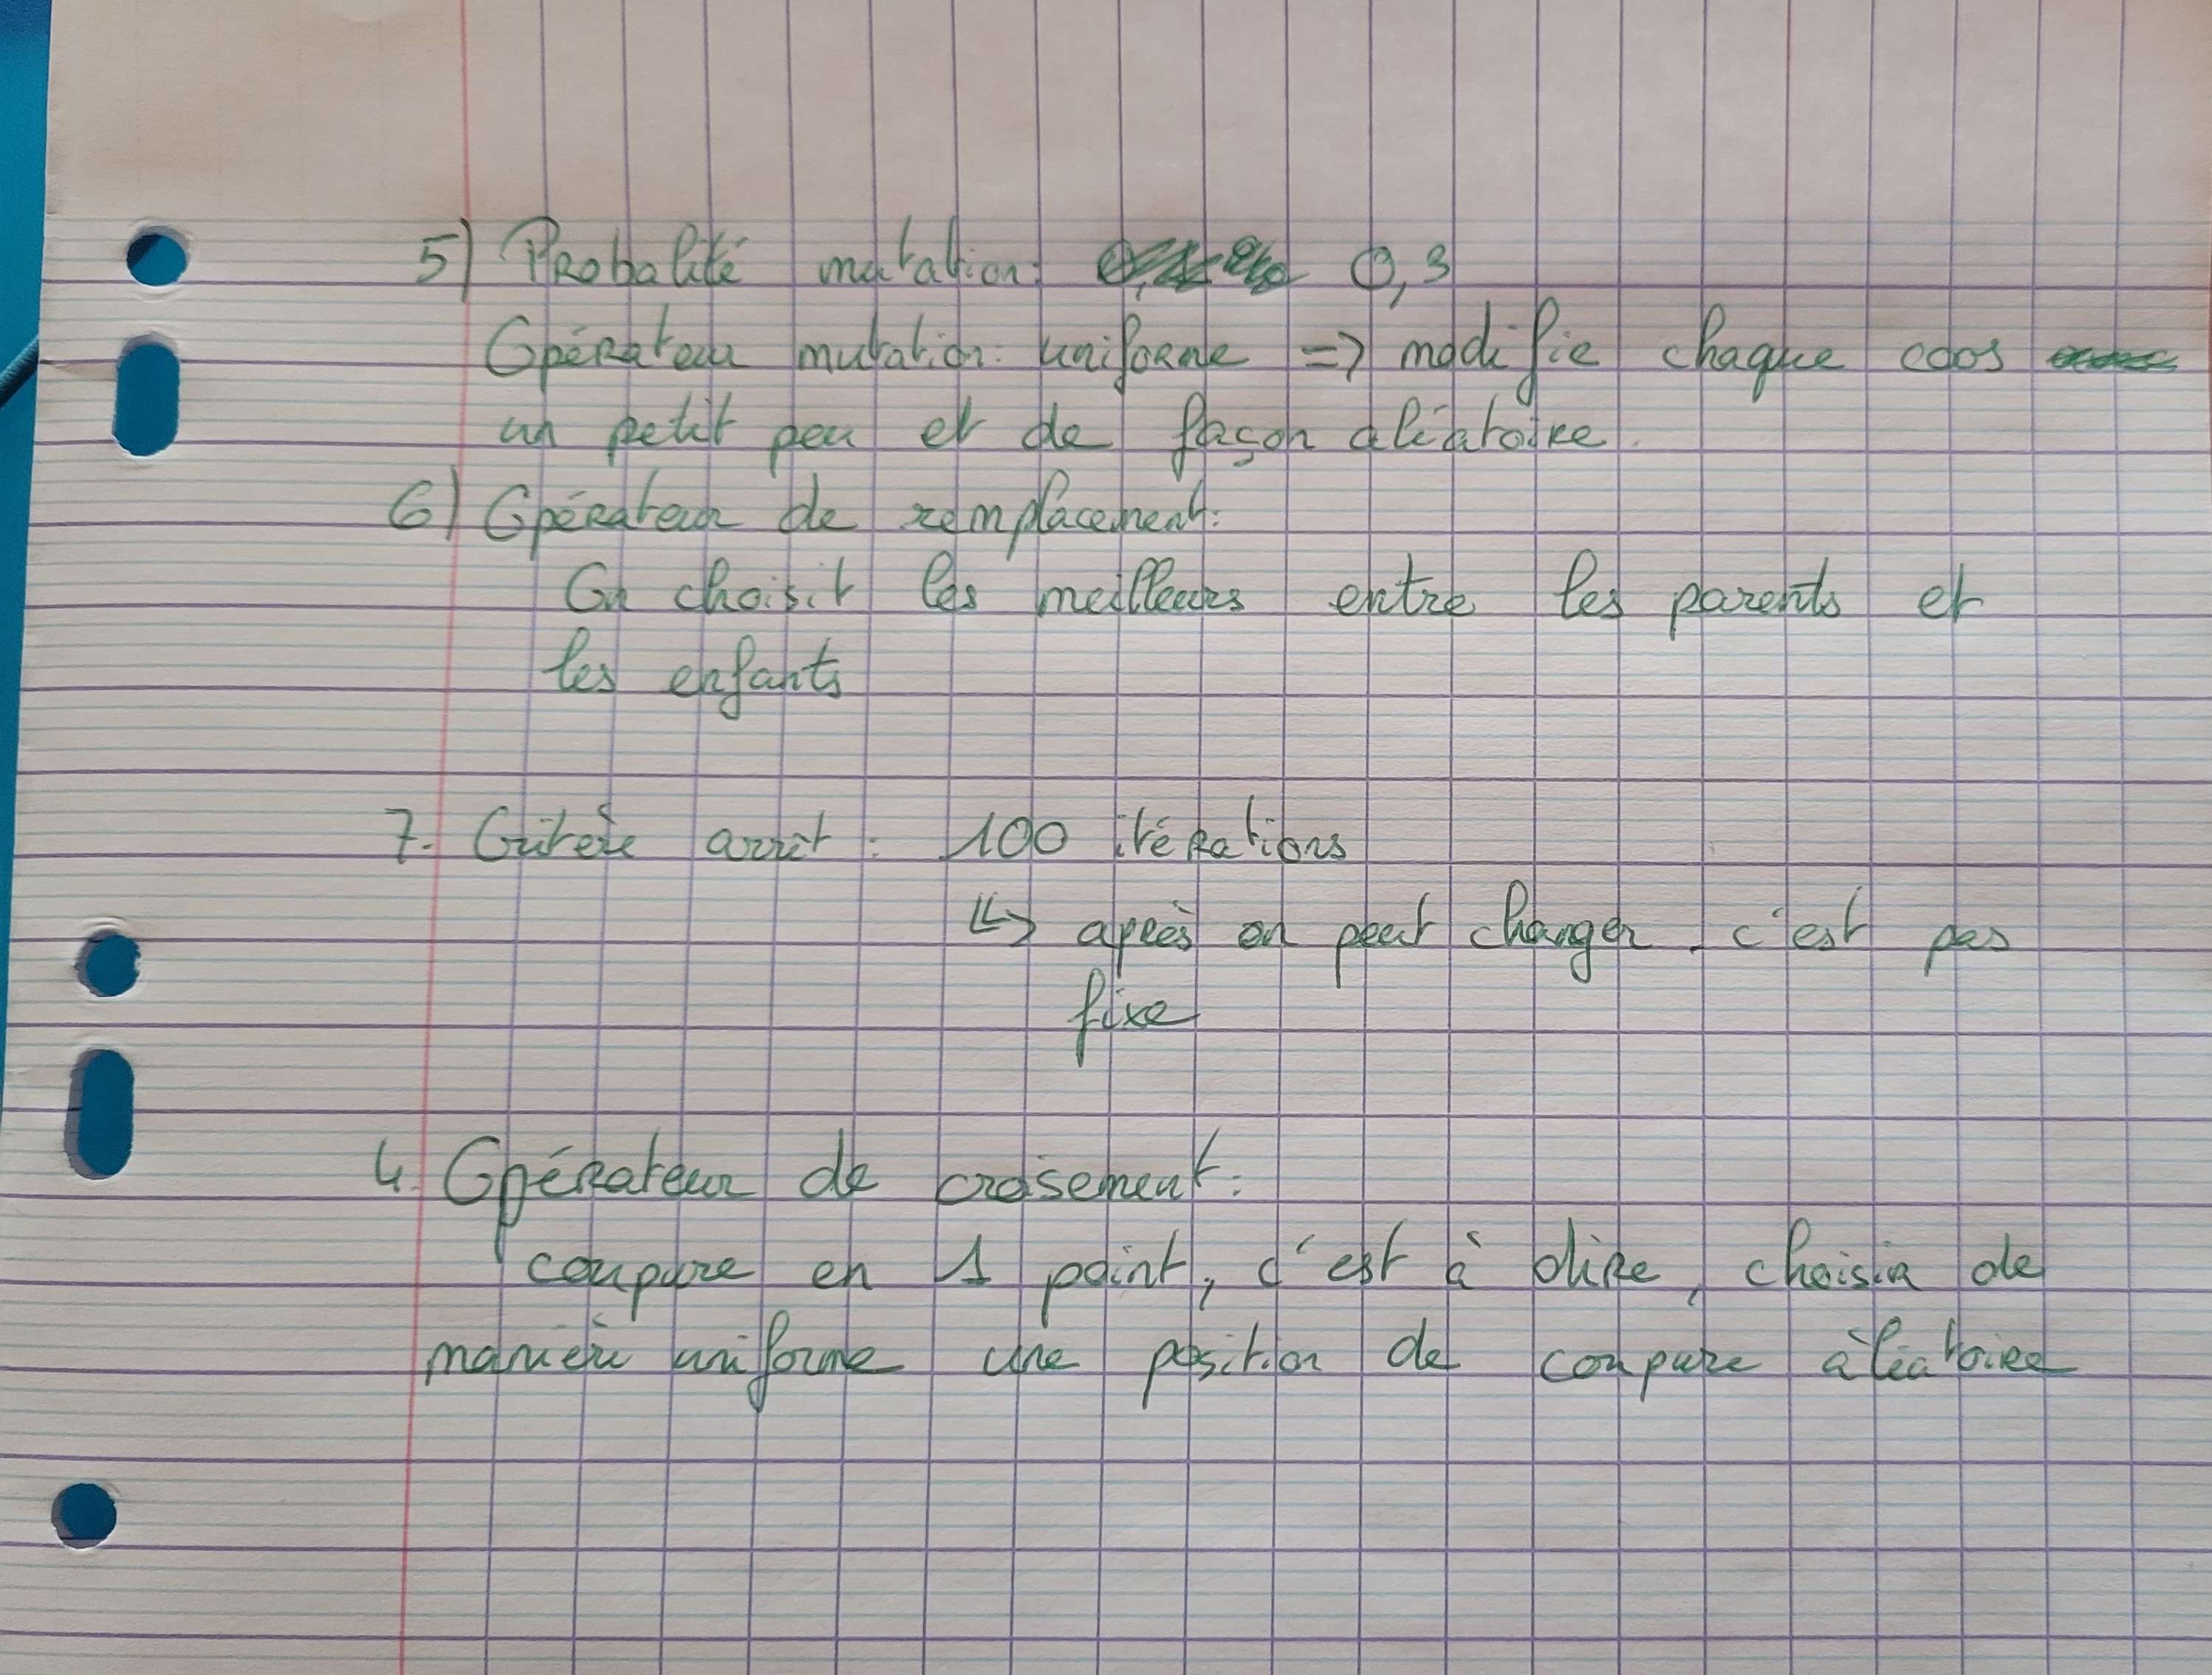 5) Probalité mutation: 0,3
Opérateur mutation: uniforme => modifie chaque coos
un petit peu et de façon aléatoire.
6) Opérateur de remplacement:
On choisit les meilleurs entre les parents et
les enfants
7. Critère arrêt : 100 itérations
↳ après on peut changer. c'est pas
fixe
4. Opérateur de croisement:
coupure en 1 point, c'est à dire, choisir de
manière uniforme une position de coupure aléatoire